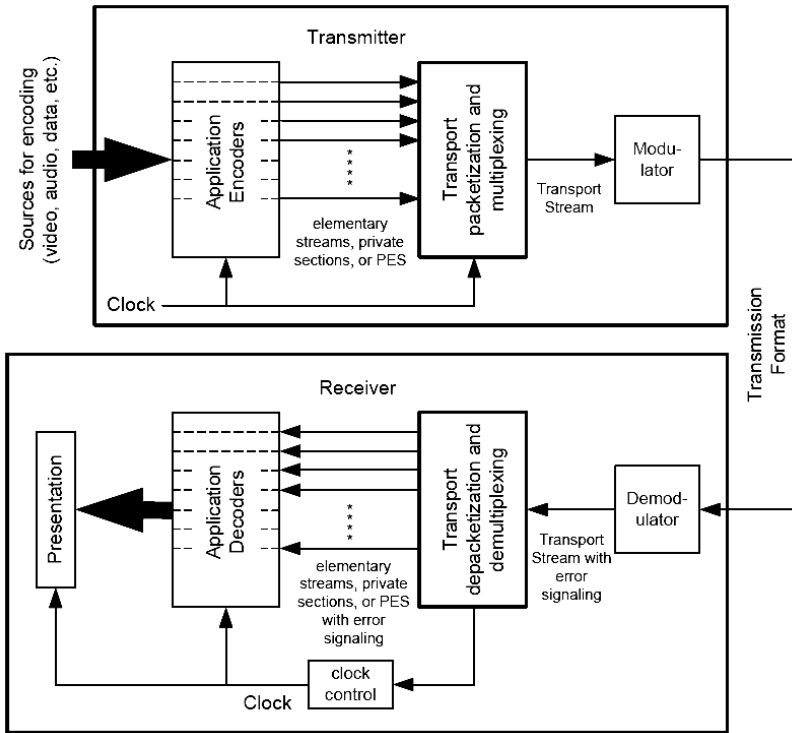 Transmitter
Sources for encoding
(video, audio, data, etc.)
Application
Encoders
* * * *
elementary
streams, private
sections, or PES
Transport
packetization and
multiplexing
Transport
Stream
Modu-
lator
Clock
Transmission
Format
Receiver
Presentation
Application
Decoders
* * * *
elementary
streams, private
sections, or PES
with error
signaling
Transport
depacketization and
demultiplexing
Transport
Stream with
error
signaling
Demod-
ulator
clock
control
Clock